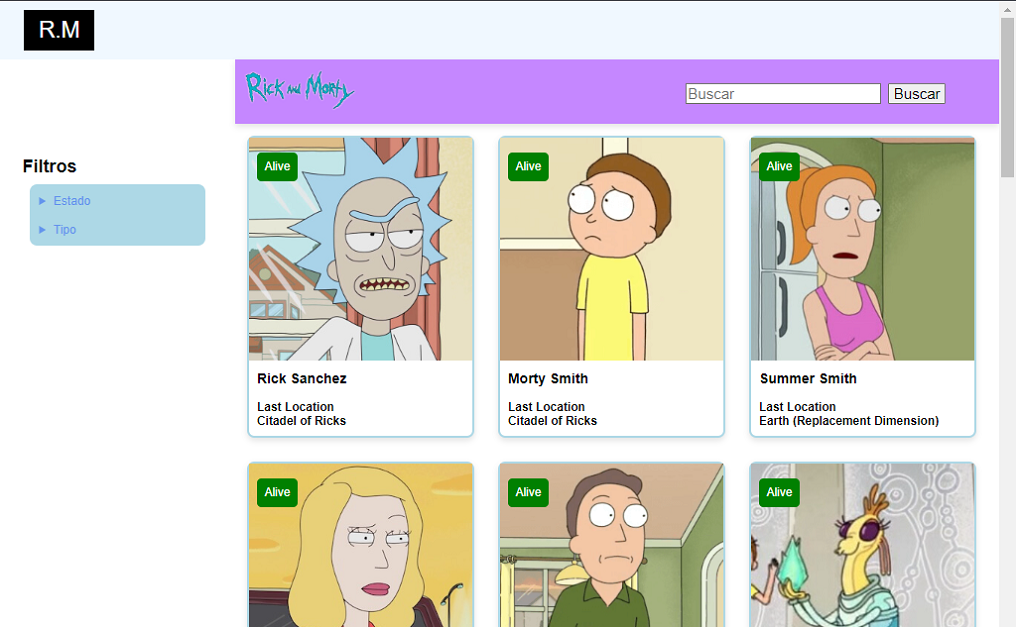 R.M
Rick and Morty
Buscar
Buscar
Filtros
Estado
Tipo
Alive
Alive
Alive
Rick Sanchez
Morty Smith
Summer Smith
Last Location
Citadel of Ricks
Last Location
Citadel of Ricks
Last Location
Earth (Replacement Dimension)
Alive
Alive
Alive